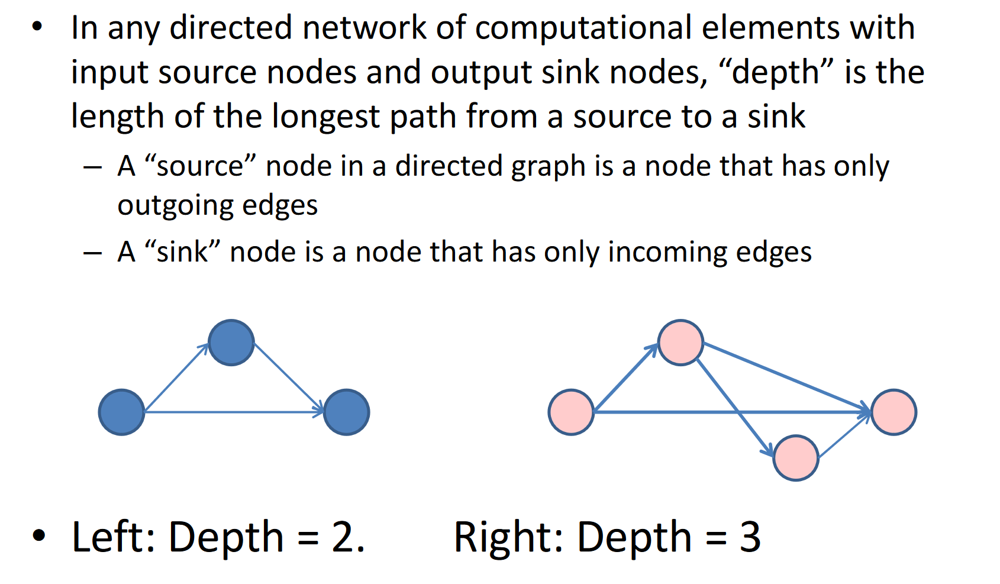 • In any directed network of computational elements with
input source nodes and output sink nodes, “depth” is the
length of the longest path from a source to a sink
– A “source” node in a directed graph is a node that has only
outgoing edges
– A “sink” node is a node that has only incoming edges
• Left: Depth = 2. Right: Depth = 3